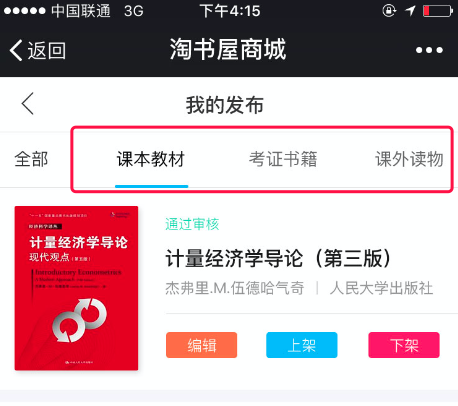 中国联通 3G 下午4:15
返回 淘书屋商城
我的发布
全部 课本教材 考证书籍 课外读物
通过审核
计量经济学导论（第三版）
杰弗里.M.伍德哈气奇 | 人民大学出版社
编辑 上架 下架
经济科学译丛
计量经济学导论
现代观点（第五版）
Introductory Econometrics